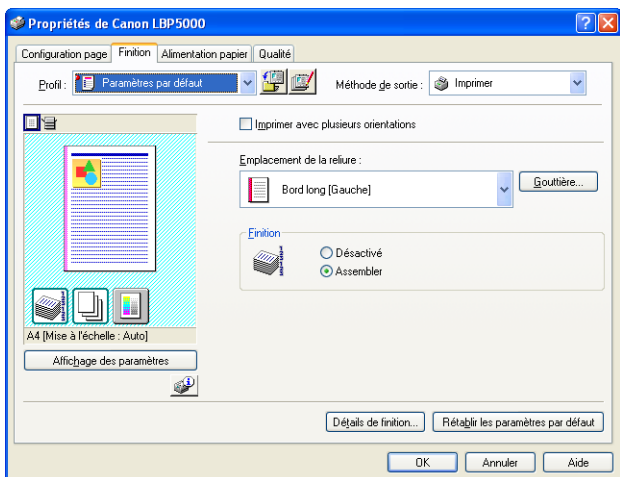 Propriétés de Canon LBP5000
Configuration page Finition Alimentation papier Qualité
Profil : Paramètres par défaut Méthode de sortie : Imprimer
Imprimer avec plusieurs orientations
Emplacement de la reliure :
Bord long [Gauche] Gouttière...
Finition
Désactivé
Assembler
A4 [Mise à l'échelle : Auto]
Affichage des paramètres
Détails de finition... Rétablir les paramètres par défaut
OK Annuler Aide